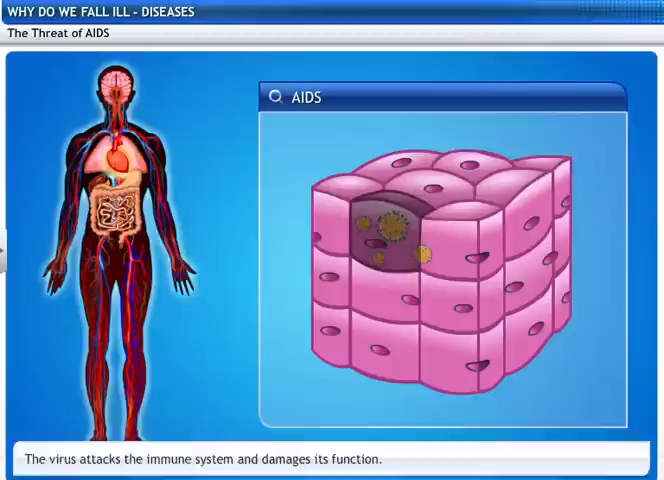 WHY DO WE FALL ILL - DISEASES
The Threat of AIDS
AIDS
The virus attacks the immune system and damages its function.